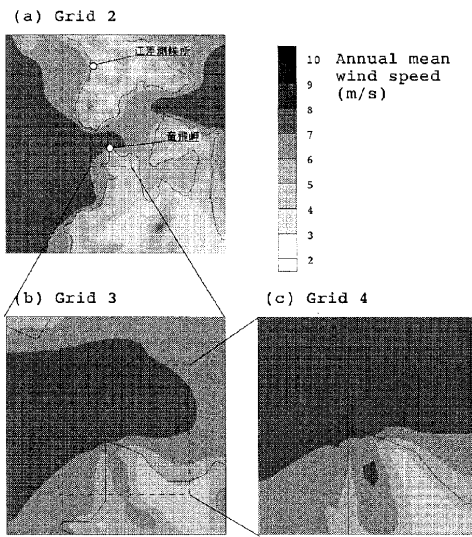 (a) Grid 2
江差測候所
竜飛岬
10
9
8
7
6
5
4
3
2
Annual mean
wind speed
(m/s)
(b) Grid 3
(c) Grid 4